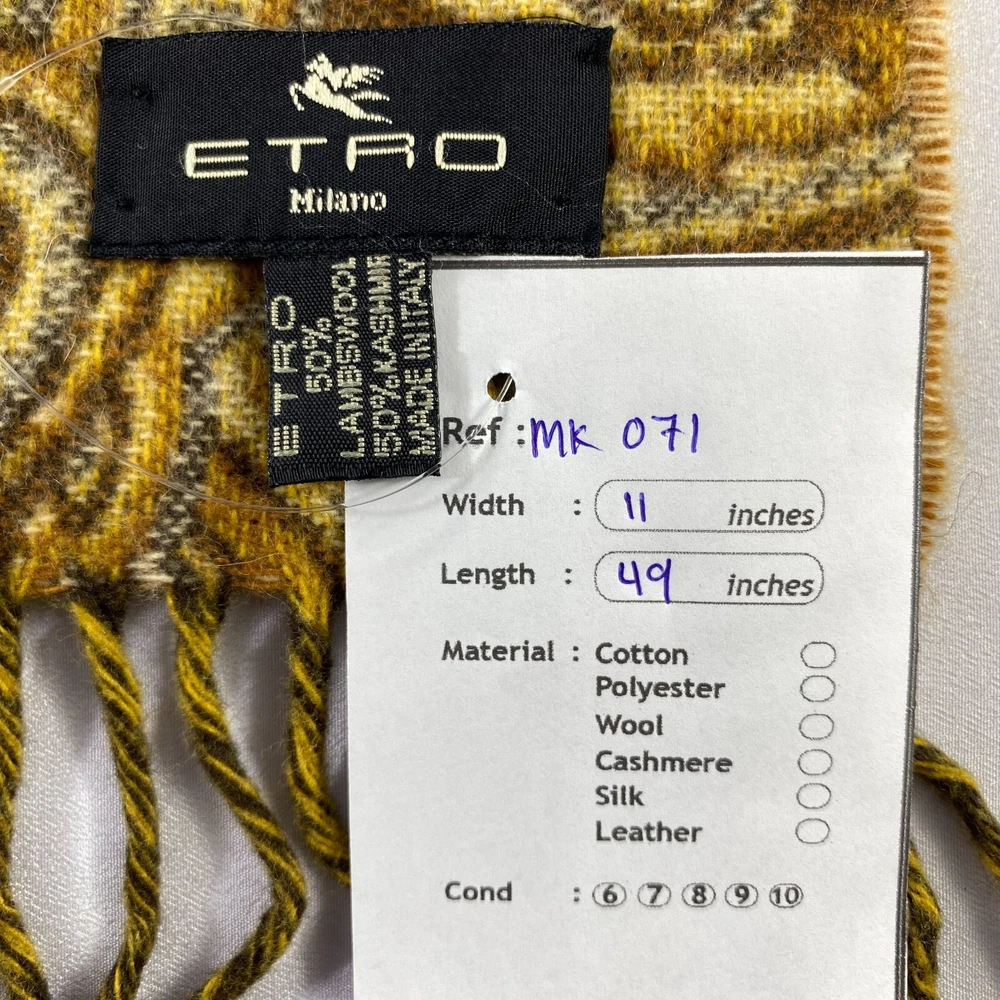 ETRO
Milano
ETRO
50%
LAMBSWOOL
50% KASHMIR
MADE IN ITALY
Ref : MK 071
Width : 11 inches
Length : 49 inches
Material : Cotton
Polyester
Wool
Cashmere
Silk
Leather
Cond : 6 7 8 9 10